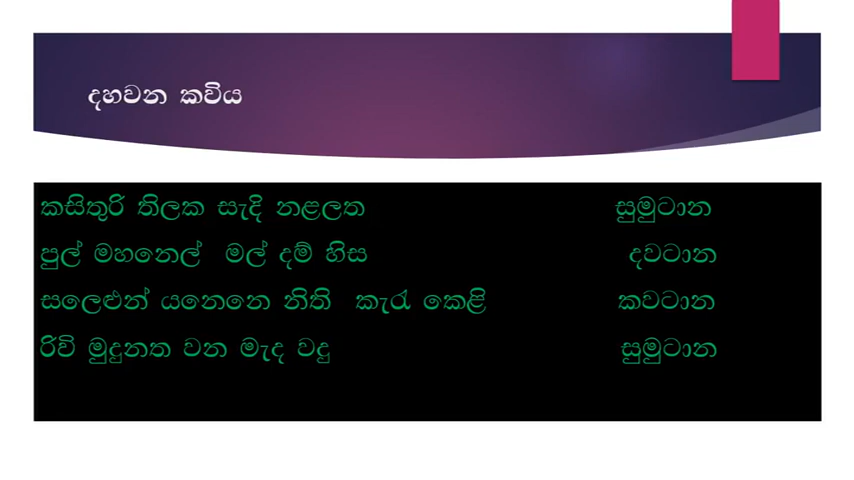 දහවන කවිය
කසිතුරි තිලක සැදි නළලත සුමුටාන
පුල් මහනෙල් මල් දම් හිස දවටාන
සලෙළුන් යනෙනෙ නිති කැරැ කෙළි කවටාන
රිවි මුදුනත වන මැද වදු සුමුටාන